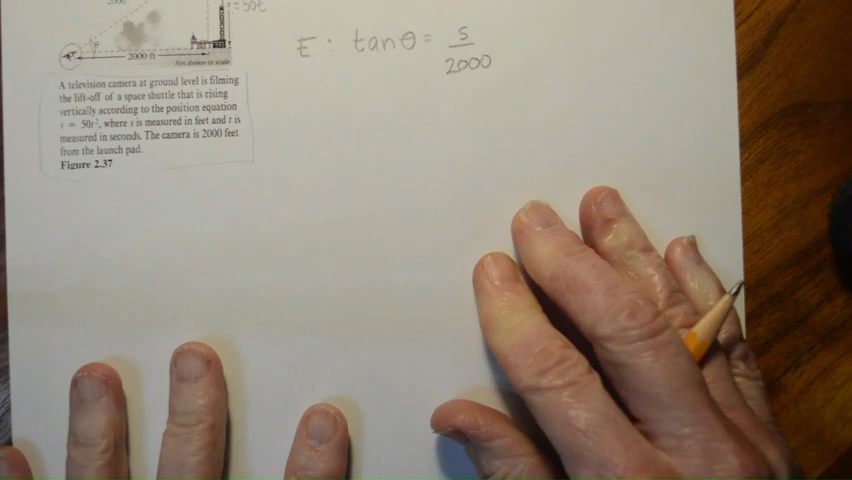 2000
s = 50t
E : tanθ = s/2000
2000 ft
Not drawn to scale
A television camera at ground level is filming
the lift-off of a space shuttle that is rising
vertically according to the position equation
s = 50t², where s is measured in feet and t is
measured in seconds. The camera is 2000 feet
from the launch pad.
Figure 2.37